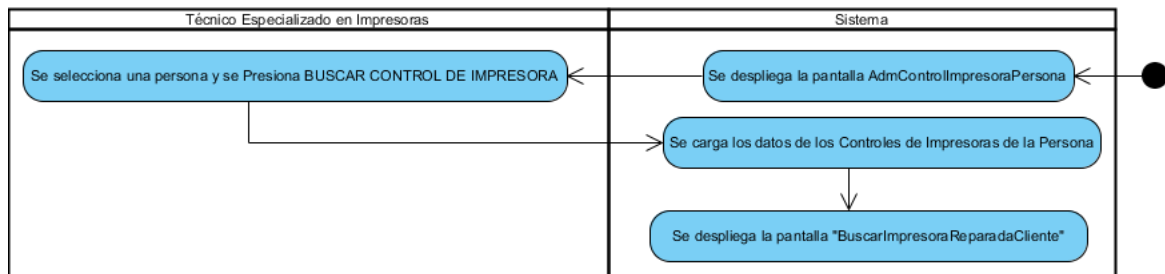 Técnico Especializado en Impresoras
Sistema
Se selecciona una persona y se Presiona BUSCAR CONTROL DE IMPRESORA
Se despliega la pantalla AdmControlImpresoraPersona
Se carga los datos de los Controles de Impresoras de la Persona
Se despliega la pantalla "BuscarImpresoraReparadaCliente"